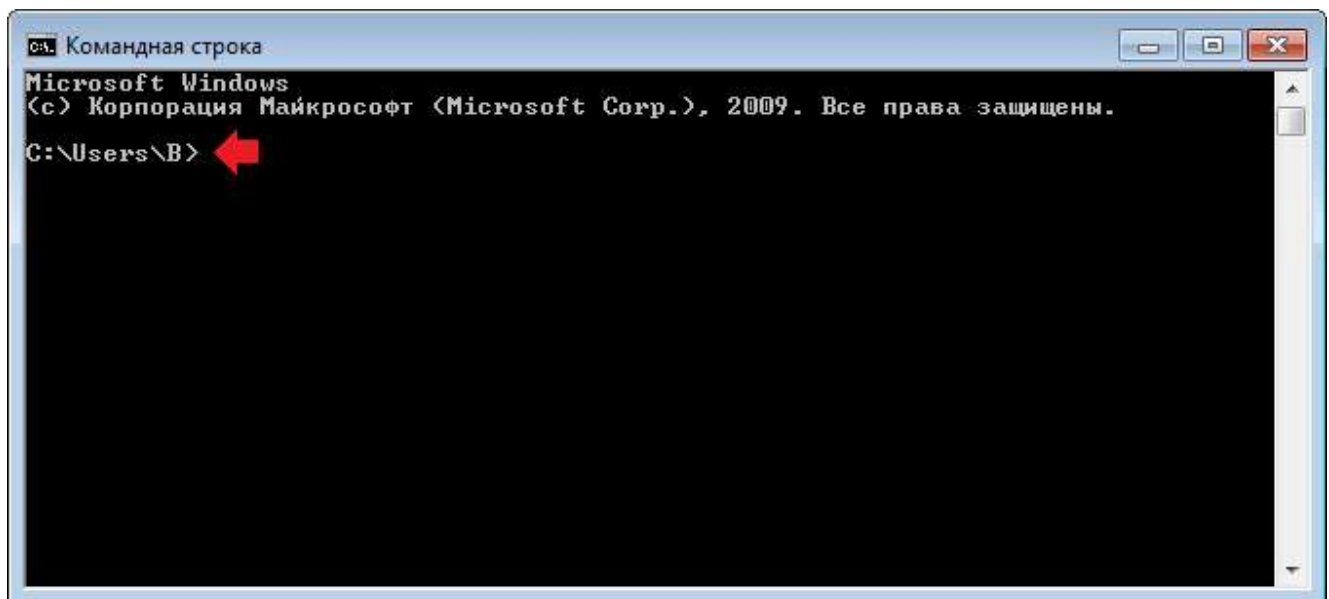 Командная строка
Microsoft Windows
(c) Корпорация Майкрософт (Microsoft Corp.), 2009. Все права защищены.
C:\Users\B>